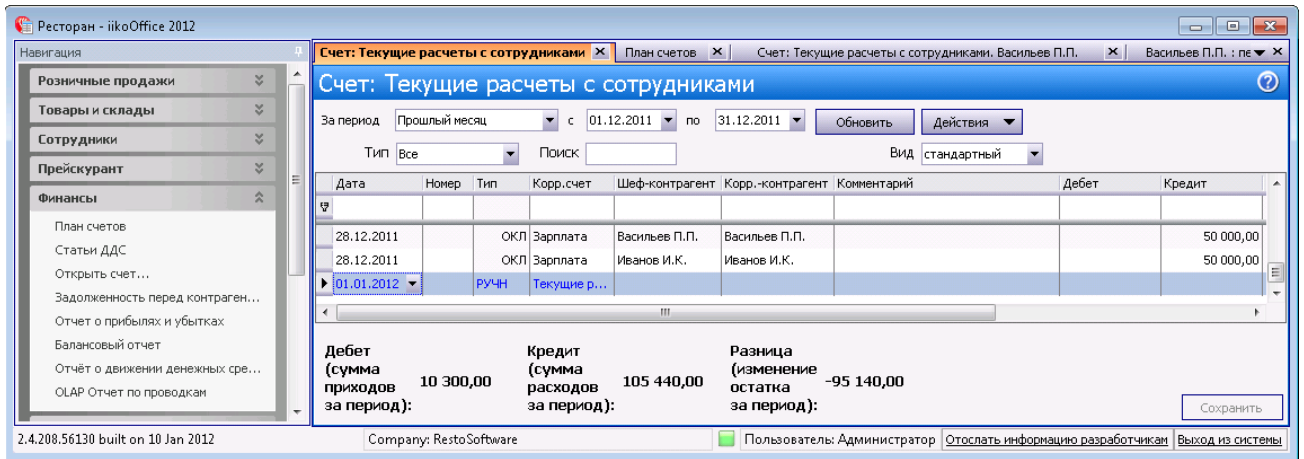 Ресторан - iikoOffice 2012
Навигация
Розничные продажи
Товары и склады
Сотрудники
Прейскурант
Финансы
План счетов
Статьи ДДС
Открыть счет...
Задолженность перед контраген...
Отчет о прибылях и убытках
Балансовый отчет
Отчёт о движении денежных сре...
OLAP Отчет по проводкам
Счет: Текущие расчеты с сотрудниками План счетов Счет: Текущие расчеты с сотрудниками. Васильев П.П. Васильев П.П. : пе
Счет: Текущие расчеты с сотрудниками
За период Прошлый месяц с 01.12.2011 по 31.12.2011 Обновить Действия
Тип Все Поиск Вид стандартный
Дата Номер Тип Корр.счет Шеф-контрагент Корр.-контрагент Комментарий Дебет Кредит
28.12.2011 ОКЛ Зарплата Васильев П.П. Васильев П.П. 50 000,00
28.12.2011 ОКЛ Зарплата Иванов И.К. Иванов И.К. 50 000,00
01.01.2012 РУЧН Текущие р...
Дебет
(сумма
приходов
за период):
10 300,00
Кредит
(сумма
расходов
за период):
105 440,00
Разница
(изменение
остатка
за период):
-95 140,00
Сохранить
2.4.208.56130 built on 10 Jan 2012 Company: RestoSoftware Пользователь: Администратор Отослать информацию разработчикам Выход из системы